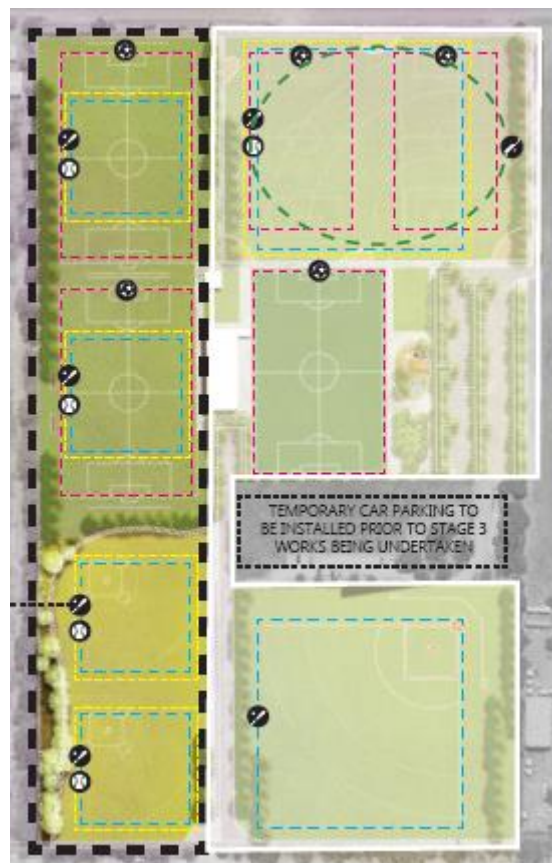 TEMPORARY CAR PARKING TO
BE INSTALLED PRIOR TO STAGE 3
WORKS BEING UNDERTAKEN